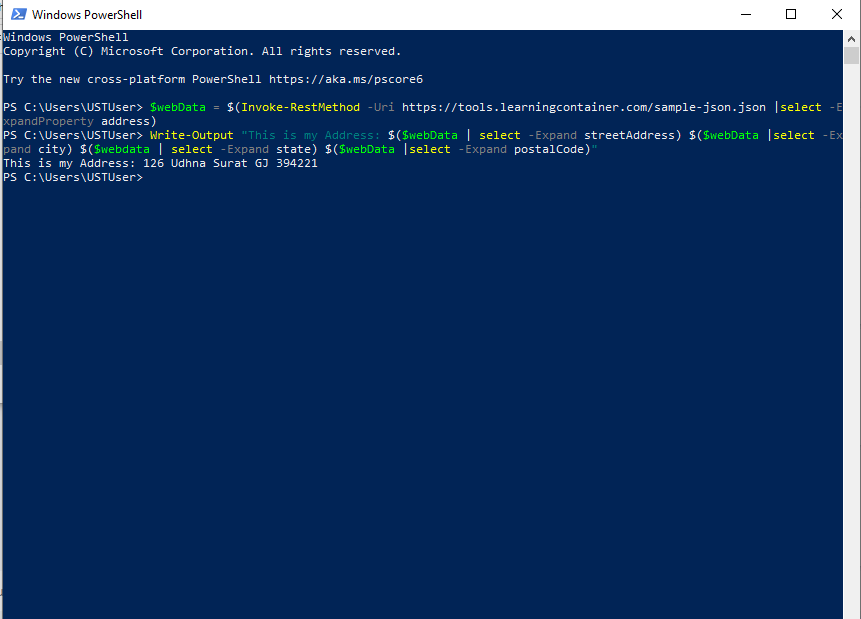 Windows PowerShell
Windows PowerShell
Copyright (C) Microsoft Corporation. All rights reserved.
Try the new cross-platform PowerShell https://aka.ms/pscore6
PS C:\Users\USTUser> $webData = $(Invoke-RestMethod -Uri https://tools.learningcontainer.com/sample-json.json |select -E
xpandProperty address)
PS C:\Users\USTUser> Write-Output "This is my Address: $($webData | select -Expand streetAddress) $($webData |select -Ex
pand city) $($webdata | select -Expand state) $($webData |select -Expand postalCode)"
This is my Address: 126 Udhna Surat GJ 394221
PS C:\Users\USTUser>